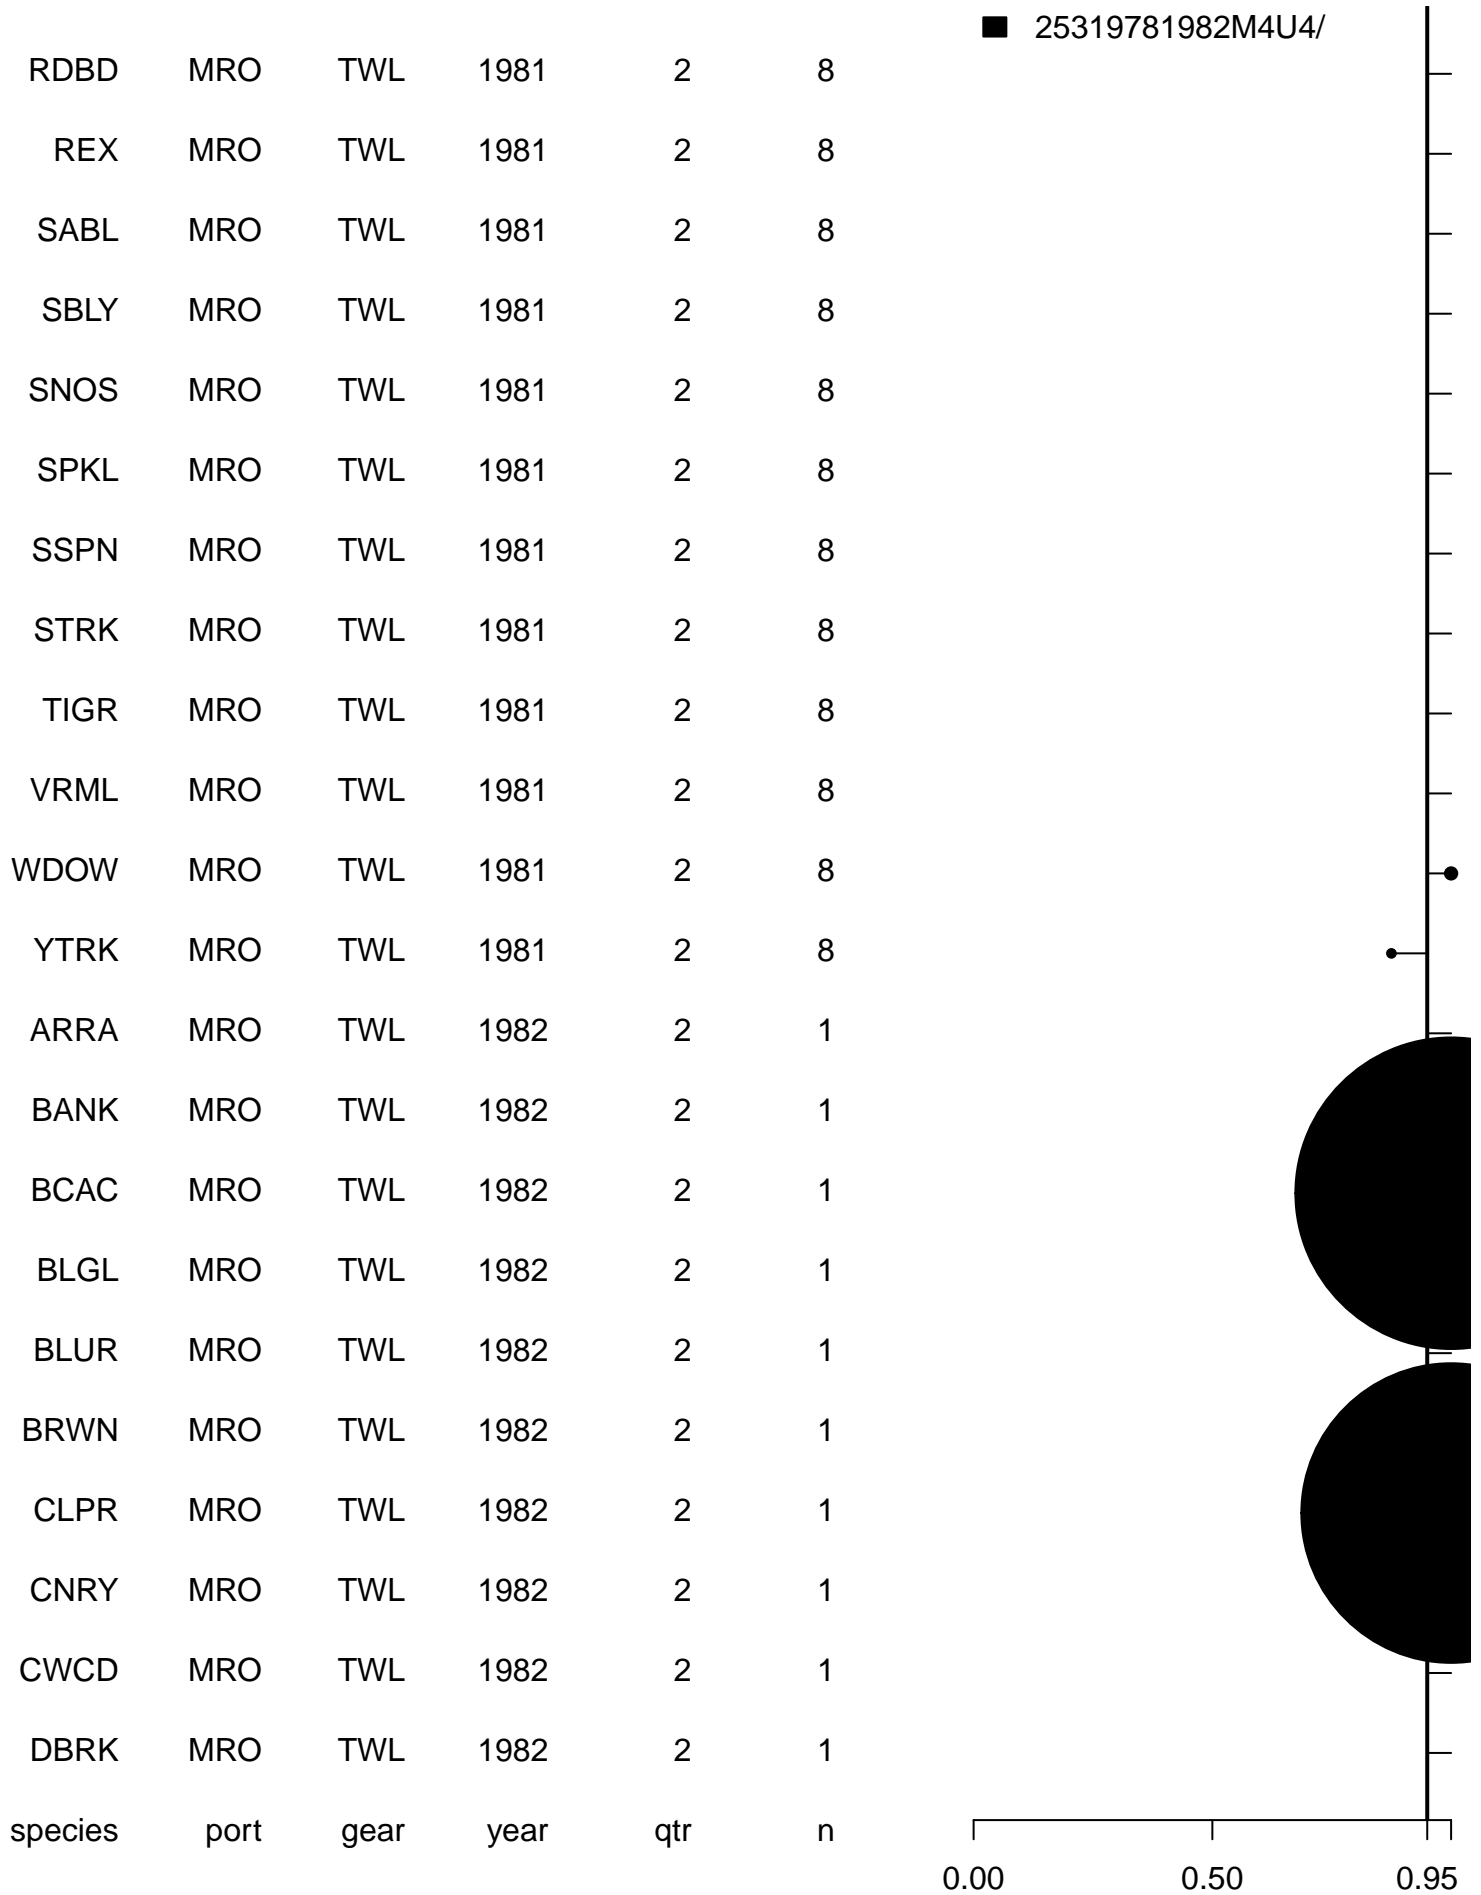 25319781982M4U4/
RDBD MRO TWL 1981 2 8
REX MRO TWL 1981 2 8
SABL MRO TWL 1981 2 8
SBLY MRO TWL 1981 2 8
SNOS MRO TWL 1981 2 8
SPKL MRO TWL 1981 2 8
SSPN MRO TWL 1981 2 8
STRK MRO TWL 1981 2 8
TIGR MRO TWL 1981 2 8
VRML MRO TWL 1981 2 8
WDOW MRO TWL 1981 2 8
YTRK MRO TWL 1981 2 8
ARRA MRO TWL 1982 2 1
BANK MRO TWL 1982 2 1
BCAC MRO TWL 1982 2 1
BLGL MRO TWL 1982 2 1
BLUR MRO TWL 1982 2 1
BRWN MRO TWL 1982 2 1
CLPR MRO TWL 1982 2 1
CNRY MRO TWL 1982 2 1
CWCD MRO TWL 1982 2 1
DBRK MRO TWL 1982 2 1
species port gear year qtr n
0.00 0.50 0.95